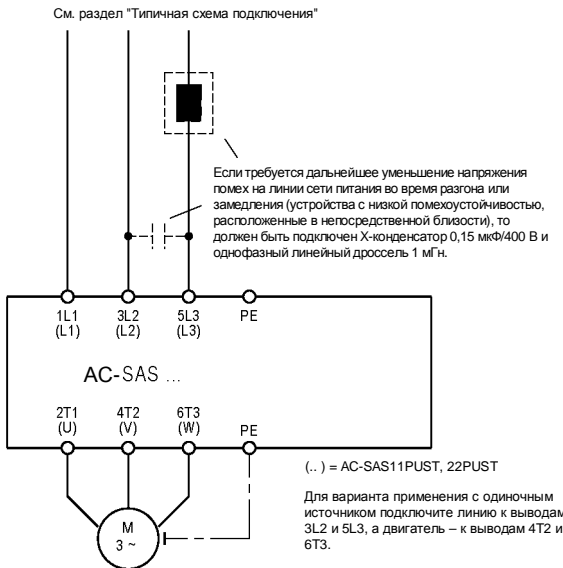 См. раздел "Типичная схема подключения"
Если требуется дальнейшее уменьшение напряжения
помех на линии сети питания во время разгона или
замедления (устройства с низкой помехоустойчивостью,
расположенные в непосредственной близости), то
должен быть подключен Х-конденсатор 0,15 мкФ/400 В и
однофазный линейный дроссель 1 мГн.
1L1 3L2 5L3 PE
(L1) (L2) (L3)
AC-SAS ...
2T1 4T2 6T3
(U) (V) (W) PE
(.. ) = AC-SAS11PUST, 22PUST
Для варианта применения с одиночным
источником подключите линию к выводам
3L2 и 5L3, а двигатель – к выводам 4T2 и
6T3.
M
3 ~